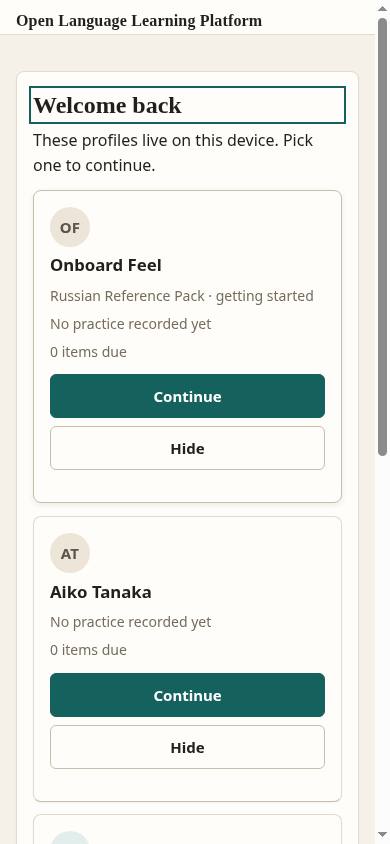 Open Language Learning Platform
Welcome back
These profiles live on this device. Pick
one to continue.
OF
Onboard Feel
Russian Reference Pack · getting started
No practice recorded yet
0 items due
Continue
Hide
AT
Aiko Tanaka
No practice recorded yet
0 items due
Continue
Hide